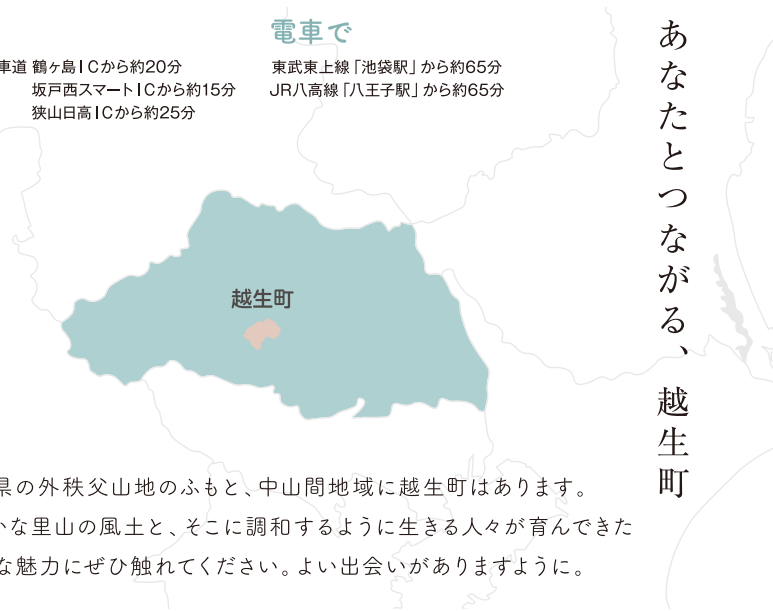 電車で
車道 鶴ヶ島ICから約20分
坂戸西スマートICから約15分
狭山日高ICから約25分
東武東上線「池袋駅」から約65分
JR八高線「八王子駅」から約65分
あなたとつながる、越生町
越生町
県の外秩父山地のふもと、中山間地域に越生町はあります。
かな里山の風土と、そこに調和するように生きる人々が育んできた
な魅力にぜひ触れてください。よい出会いがありますように。